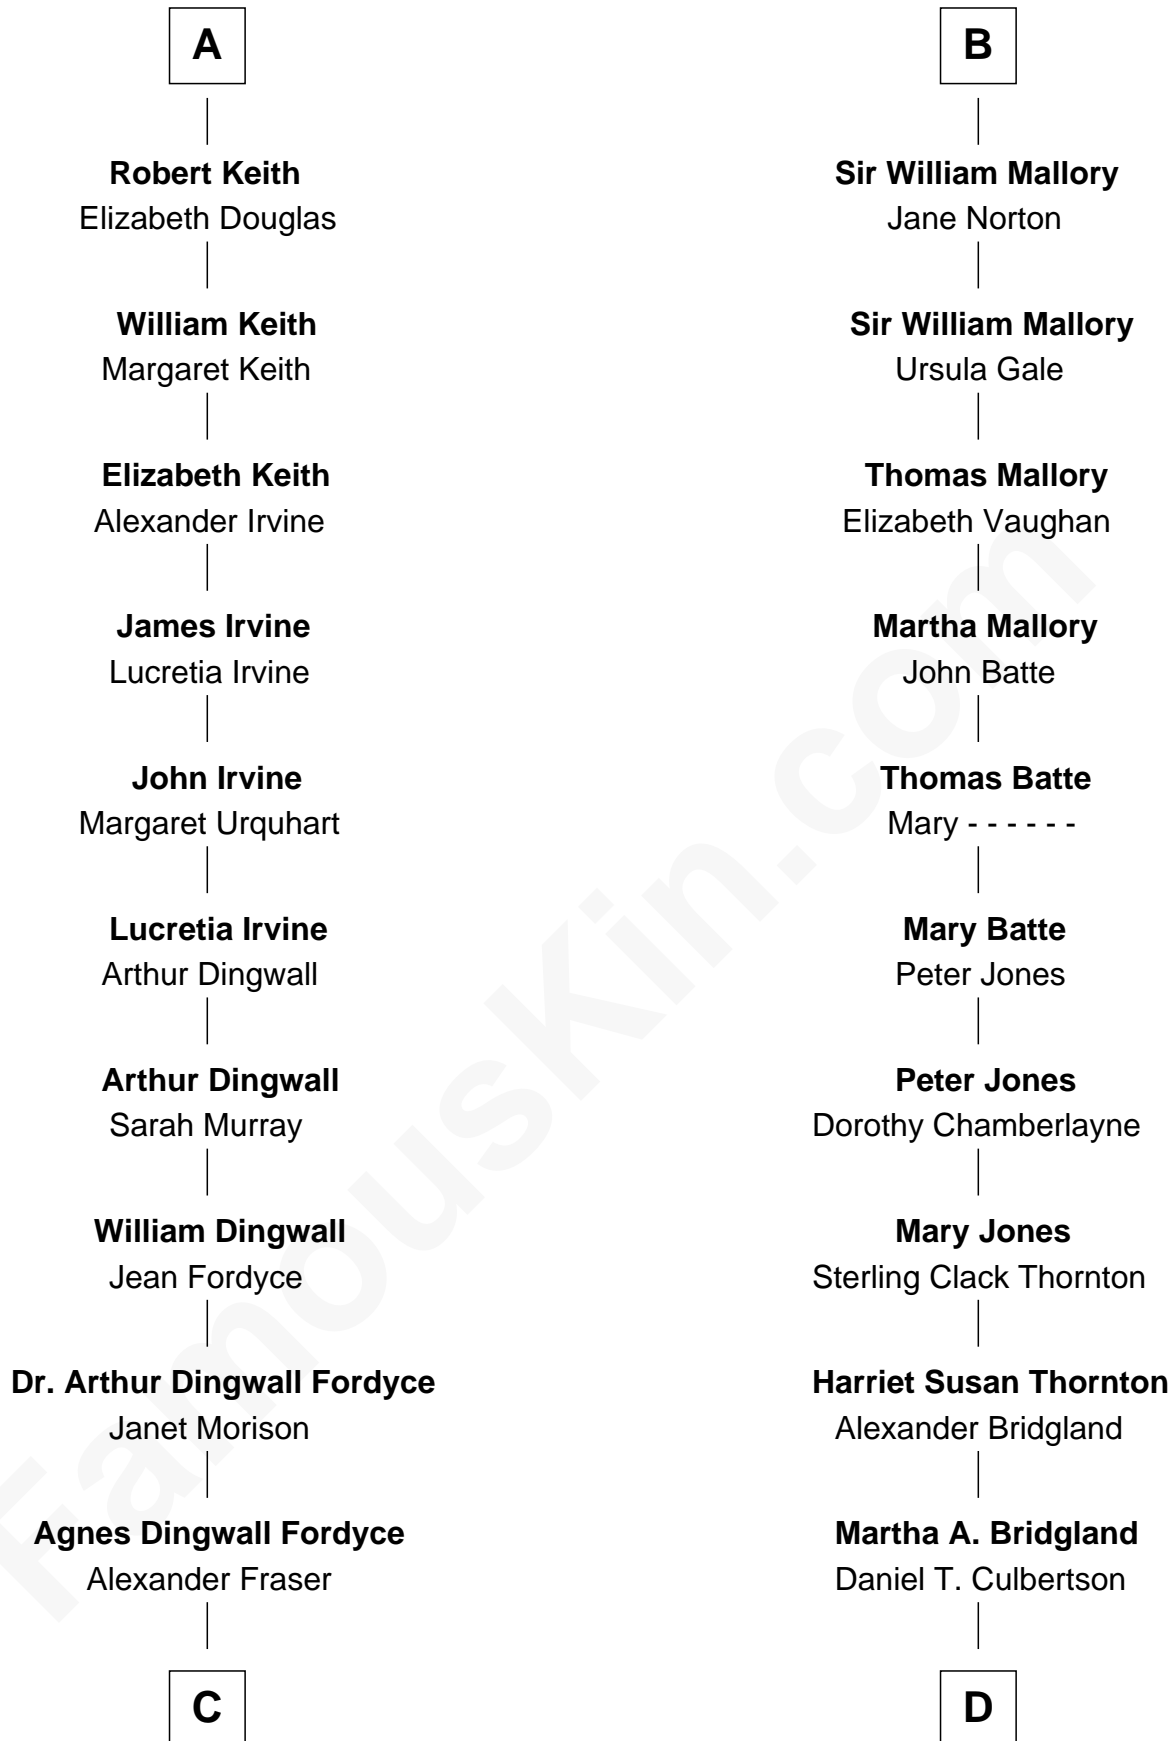 A
Robert Keith
Elizabeth Douglas
William Keith
Margaret Keith
Elizabeth Keith
Alexander Irvine
James Irvine
Lucretia Irvine
John Irvine
Margaret Urquhart
Lucretia Irvine
Arthur Dingwall
Arthur Dingwall
Sarah Murray
William Dingwall
Jean Fordyce
Dr. Arthur Dingwall Fordyce
Janet Morison
Agnes Dingwall Fordyce
Alexander Fraser
C
B
Sir William Mallory
Jane Norton
Sir William Mallory
Ursula Gale
Thomas Mallory
Elizabeth Vaughan
Martha Mallory
John Batte
Thomas Batte
Mary - - - - - -
Mary Batte
Peter Jones
Peter Jones
Dorothy Chamberlayne
Mary Jones
Sterling Clack Thornton
Harriet Susan Thornton
Alexander Bridgland
Martha A. Bridgland
Daniel T. Culbertson
D
FamousKin.com